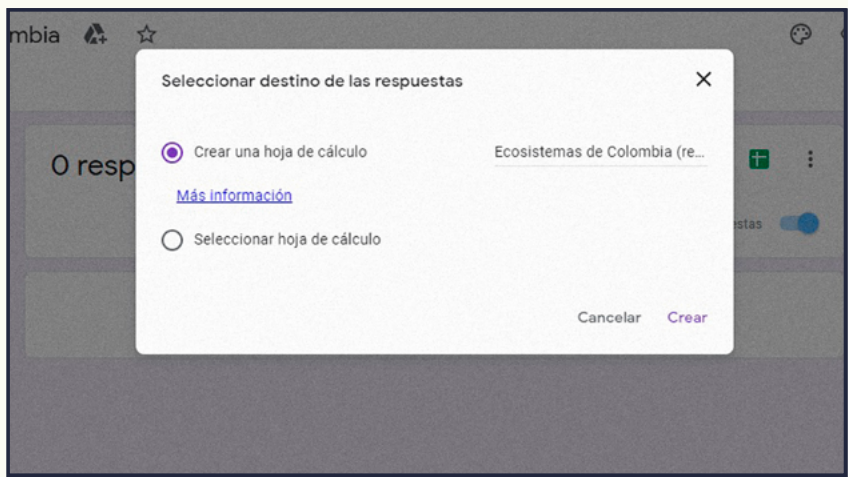 mbia
Seleccionar destino de las respuestas
Crear una hoja de cálculo
Ecosistemas de Colombia (re...
0 resp
Más información
estas
Seleccionar hoja de cálculo
Cancelar
Crear